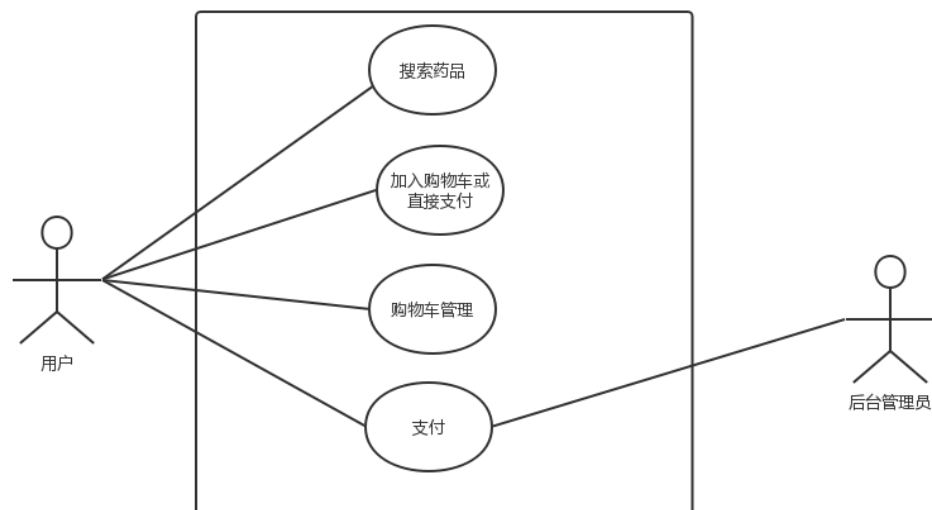 搜索药品
加入购物车或
直接支付
购物车管理
用户
支付
后台管理员